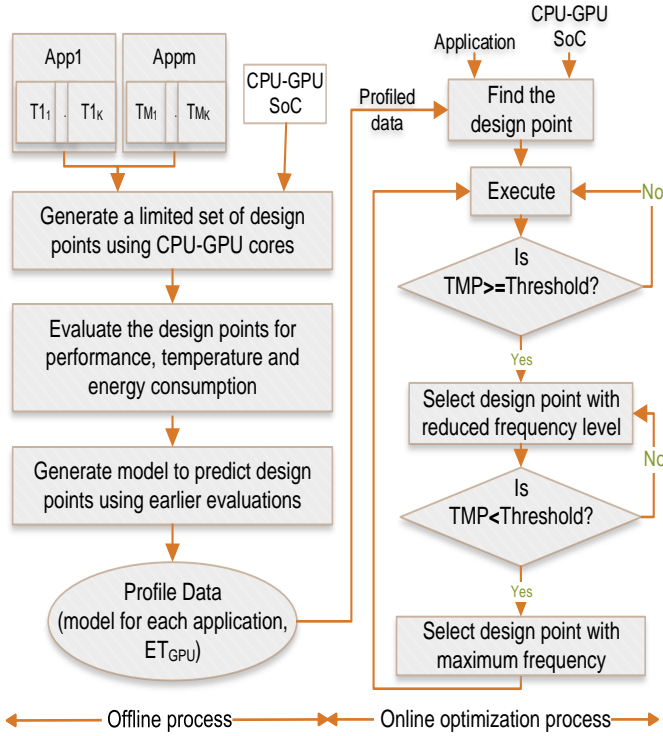 App1
T1₁ . T1ₖ
Appm
Tᴍ₁ . Tᴍₖ
CPU-GPU
SoC
Generate a limited set of design
points using CPU-GPU cores
Evaluate the design points for
performance, temperature and
energy consumption
Generate model to predict design
points using earlier evaluations
Profile Data
(model for each application,
ET_GPU)
Offline process
Application
CPU-GPU
SoC
Profiled
data
Find the
design point
Execute
No
Is
TMP>=Threshold?
Yes
Select design point with
reduced frequency level
No
Is
TMP<Threshold?
Yes
Select design point with
maximum frequency
Online optimization process